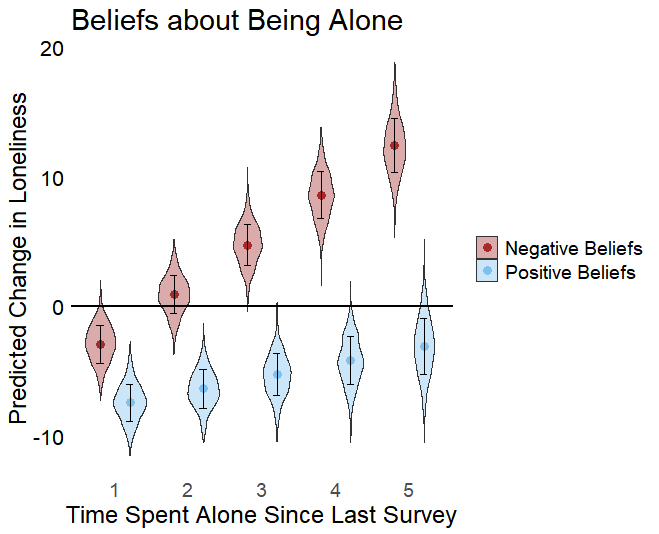 Beliefs about Being Alone
Predicted Change in Loneliness
20
10
0
-10
Negative Beliefs
Positive Beliefs
1 2 3 4 5
Time Spent Alone Since Last Survey